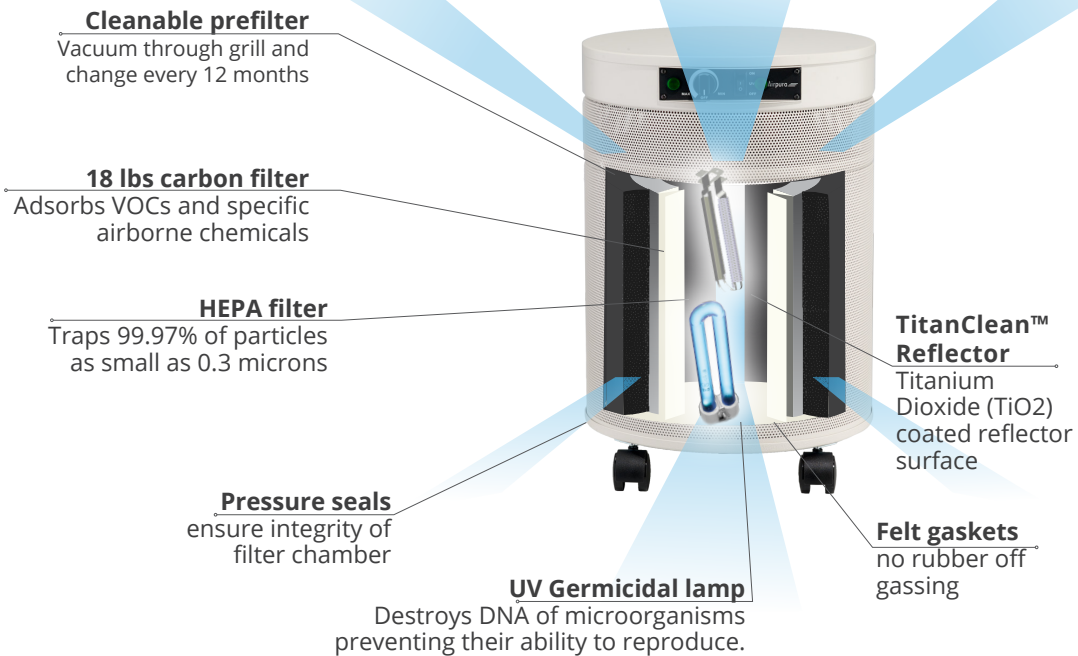 Cleanable prefilter
Vacuum through grill and
change every 12 months
18 lbs carbon filter
Adsorbs VOCs and specific
airborne chemicals
HEPA filter
Traps 99.97% of particles
as small as 0.3 microns
Pressure seals
ensure integrity of
filter chamber
UV Germicidal lamp
Destroys DNA of microorganisms
preventing their ability to reproduce.
TitanClean™
Reflector
Titanium
Dioxide (TiO2)
coated reflector
surface
Felt gaskets
no rubber off
gassing